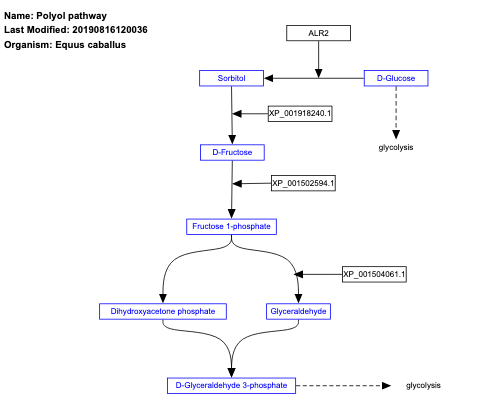 Name: Polyol pathway
Last Modified: 20190816120036
Organism: Equus caballus
ALR2
Sorbitol
D-Glucose
XP_001918240.1
glycolysis
D-Fructose
XP_001502594.1
Fructose 1-phosphate
XP_001504061.1
Dihydroxyacetone phosphate
Glyceraldehyde
D-Glyceraldehyde 3-phosphate
glycolysis